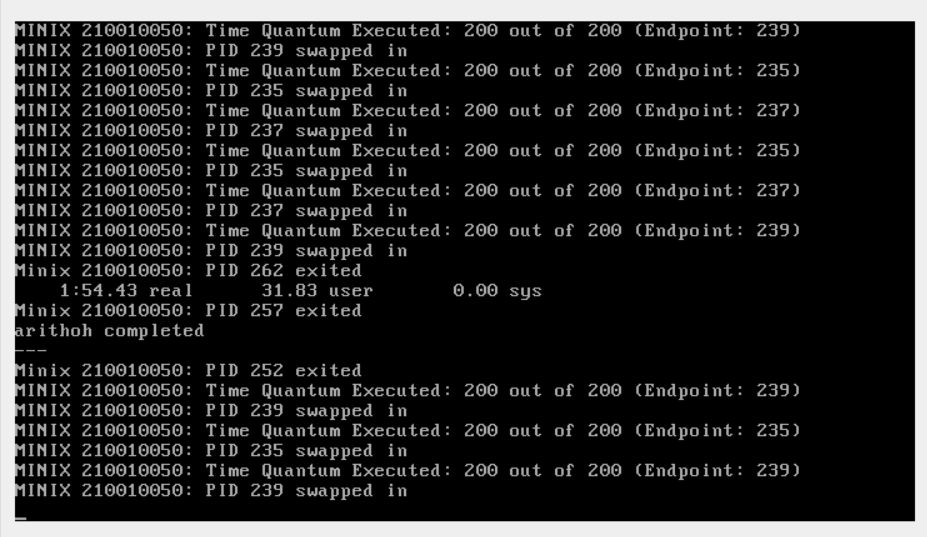 MINIX 210010050: Time Quantum Executed: 200 out of 200 (Endpoint: 239)
MINIX 210010050: PID 239 swapped in
MINIX 210010050: Time Quantum Executed: 200 out of 200 (Endpoint: 235)
MINIX 210010050: PID 235 swapped in
MINIX 210010050: Time Quantum Executed: 200 out of 200 (Endpoint: 237)
MINIX 210010050: PID 237 swapped in
MINIX 210010050: Time Quantum Executed: 200 out of 200 (Endpoint: 235)
MINIX 210010050: PID 235 swapped in
MINIX 210010050: Time Quantum Executed: 200 out of 200 (Endpoint: 237)
MINIX 210010050: PID 237 swapped in
MINIX 210010050: Time Quantum Executed: 200 out of 200 (Endpoint: 239)
MINIX 210010050: PID 239 swapped in
Minix 210010050: PID 262 exited
1:54.43 real 31.83 user 0.00 sys
Minix 210010050: PID 257 exited
arithoh completed
---
Minix 210010050: PID 252 exited
MINIX 210010050: Time Quantum Executed: 200 out of 200 (Endpoint: 239)
MINIX 210010050: PID 239 swapped in
MINIX 210010050: Time Quantum Executed: 200 out of 200 (Endpoint: 235)
MINIX 210010050: PID 235 swapped in
MINIX 210010050: Time Quantum Executed: 200 out of 200 (Endpoint: 239)
MINIX 210010050: PID 239 swapped in